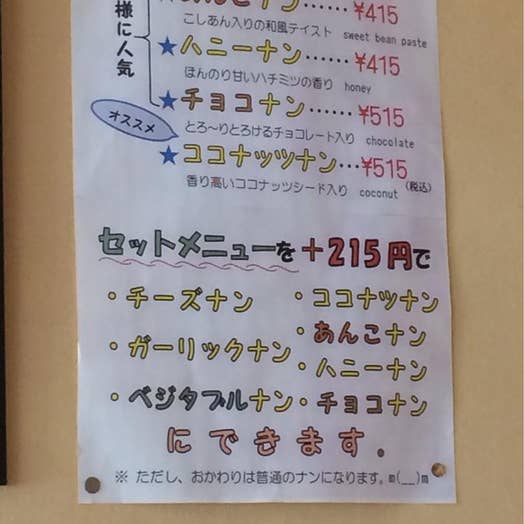 ナン......¥415
こしあん入りの和風テイスト sweet bean paste
様に人気
★ハニーナン......¥415
ほんのり甘いハチミツの香り honey
★チョコナン......¥515
オススメ
とろ～りとろけるチョコレート入り chocolate
★ココナッツナン...¥515
香り高いココナッツシード入り coconut (税込)
セットメニューを+215円で
・チーズナン ・ココナツナン
・あんこナン
・ガーリックナン
・ハニーナン
・ベジタブルナン ・チョコナン
にできます.
※ ただし、おかわりは普通のナンになります。m(__)m